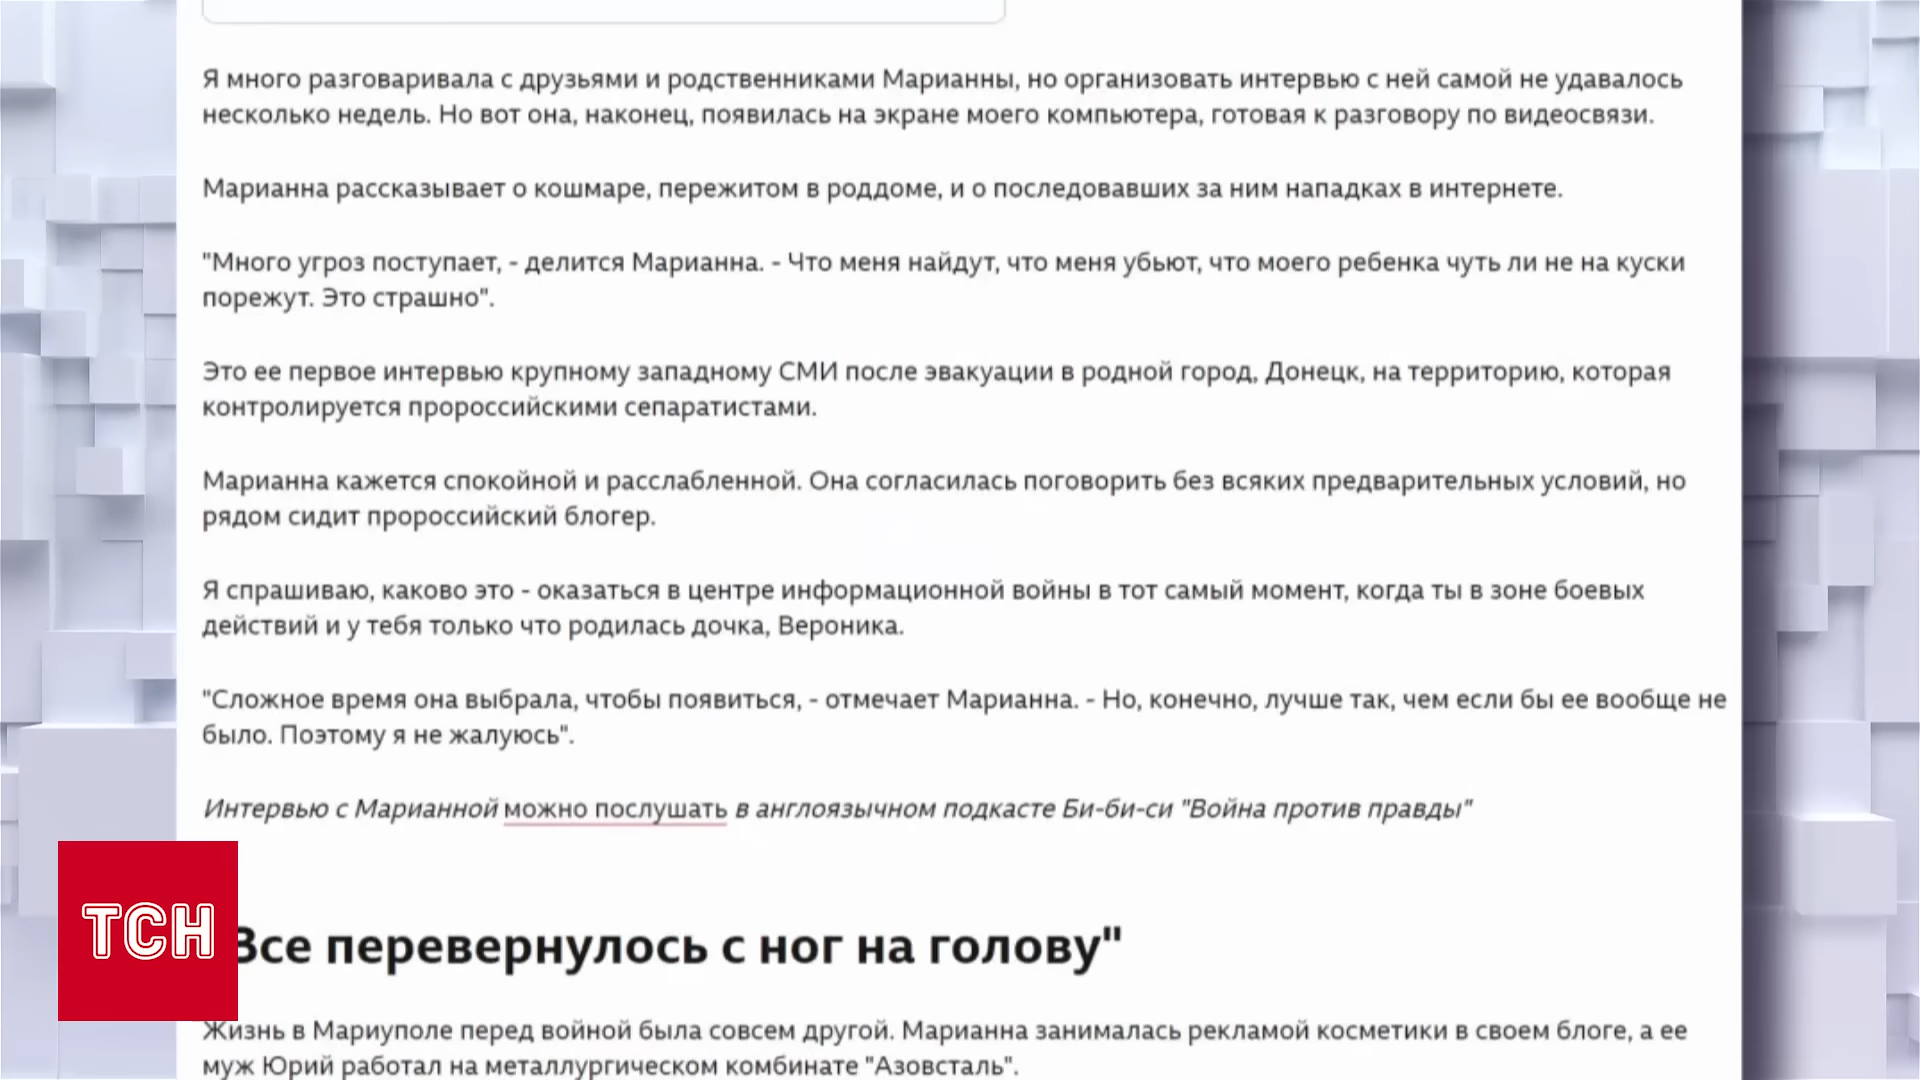 Я много разговаривала с друзьями и родственниками Марианны, но организовать интервью с ней самой не удавалось
несколько недель. Но вот она, наконец, появилась на экране моего компьютера, готовая к разговору по видеосвязи.
Марианна рассказывает о кошмаре, пережитом в роддоме, и о последовавших за ним нападках в интернете.
"Много угроз поступает, - делится Марианна. - Что меня найдут, что меня убьют, что моего ребенка чуть ли не на куски
порежут. Это страшно".
Это ее первое интервью крупному западному СМИ после эвакуации в родной город, Донецк, на территорию, которая
контролируется пророссийскими сепаратистами.
Марианна кажется спокойной и расслабленной. Она согласилась поговорить без всяких предварительных условий, но
рядом сидит пророссийский блогер.
Я спрашиваю, каково это - оказаться в центре информационной войны в тот самый момент, когда ты в зоне боевых
действий и у тебя только что родилась дочка, Вероника.
"Сложное время она выбрала, чтобы появиться, - отмечает Марианна. - Но, конечно, лучше так, чем если бы ее вообще не
было. Поэтому я не жалуюсь".
Интервью с Марианной можно послушать в англоязычном подкасте Би-би-си "Война против правды"
ТСН
Все перевернулось с ног на голову"
Жизнь в Мариуполе перед войной была совсем другой. Марианна занималась рекламой косметики в своем блоге, а ее
муж Юрий работал на металлургическом комбинате "Азовсталь".